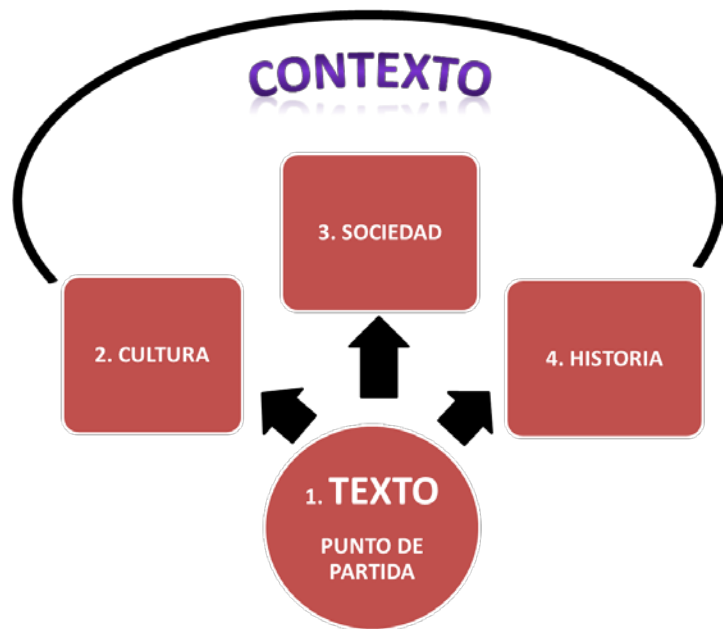 CONTEXTO
3. SOCIEDAD
2. CULTURA
4. HISTORIA
1. TEXTO
PUNTO DE
PARTIDA